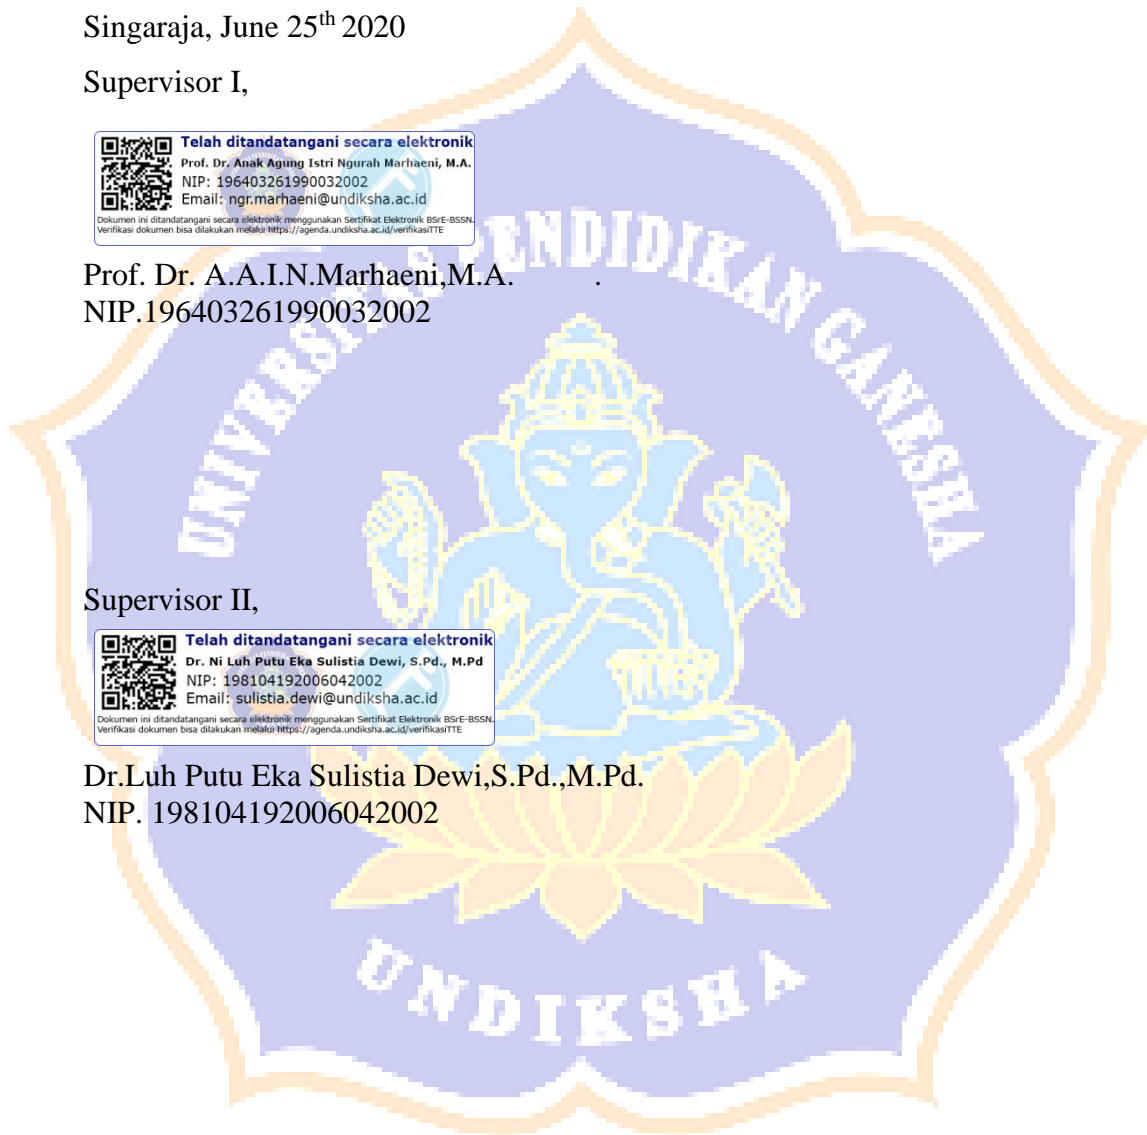 Singaraja, June 25th 2020
Supervisor I,
Telah ditandatangani secara elektronik
Prof. Dr. Anak Agung Istri Ngurah Marhaeni, M.A.
NIP: 196403261990032002
Email: ngr.marhaeni@undiksha.ac.id
Dokumen ini ditandatangani secara elektronik menggunakan Sertifikat Elektronik BSrE-BSSN.
Verifikasi dokumen bisa dilakukan melalui https://agenda.undiksha.ac.id/verifikasiTTE
Prof. Dr. A.A.I.N.Marhaeni,M.A. .
NIP.196403261990032002
UNIVERSITAS PENDIDIKAN GANESHA
Supervisor II,
Telah ditandatangani secara elektronik
Dr. Ni Luh Putu Eka Sulistia Dewi, S.Pd., M.Pd
NIP: 198104192006042002
Email: sulistia.dewi@undiksha.ac.id
Dokumen ini ditandatangani secara elektronik menggunakan Sertifikat Elektronik BSrE-BSSN.
Verifikasi dokumen bisa dilakukan melalui https://agenda.undiksha.ac.id/verifikasiTTE
Dr.Luh Putu Eka Sulistia Dewi,S.Pd.,M.Pd.
NIP. 198104192006042002
UNDIKSHA